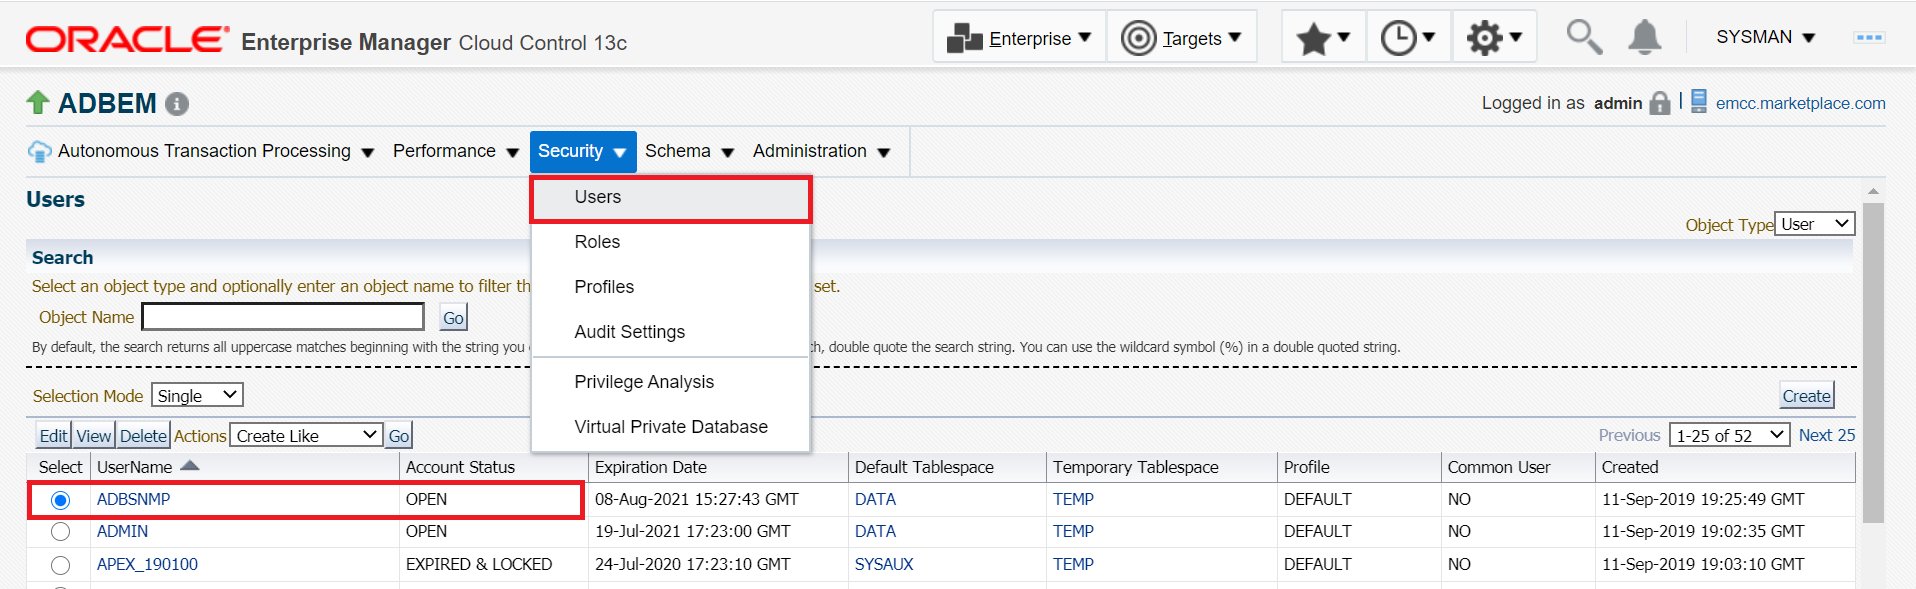 ORACLE Enterprise Manager Cloud Control 13c Enterprise Targets SYSMAN
ADBEM Logged in as admin emcc.marketplace.com
Autonomous Transaction Processing Performance Security Schema Administration
Users
Users
Object Type User
Roles
Search
Select an object type and optionally enter an object name to filter th set.
Profiles
Object Name Go
Audit Settings
By default, the search returns all uppercase matches beginning with the string you h, double quote the search string. You can use the wildcard symbol (%) in a double quoted string.
Privilege Analysis
Selection Mode Single Create
Virtual Private Database
Edit View Delete Actions Create Like Go Previous 1-25 of 52 Next 25
Select UserName Account Status Expiration Date Default Tablespace Temporary Tablespace Profile Common User Created
ADBSNMP OPEN 08-Aug-2021 15:27:43 GMT DATA TEMP DEFAULT NO 11-Sep-2019 19:25:49 GMT
ADMIN OPEN 19-Jul-2021 17:23:00 GMT DATA TEMP DEFAULT NO 11-Sep-2019 19:02:35 GMT
APEX_190100 EXPIRED & LOCKED 24-Jul-2020 17:23:10 GMT SYSAUX TEMP DEFAULT NO 11-Sep-2019 19:03:10 GMT